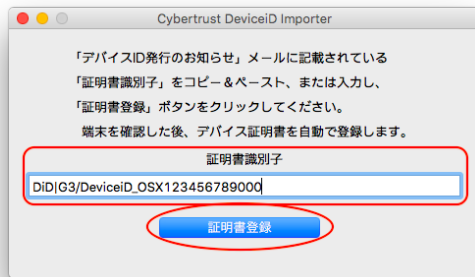 Cybertrust DeviceiD Importer
「デバイスID発行のお知らせ」メールに記載されている
「証明書識別子」をコピー＆ペースト、または入力し、
「証明書登録」ボタンをクリックしてください。
端末を確認した後、デバイス証明書を自動で登録します。
証明書識別子
DiD|G3/DeviceiD_OSX123456789000
証明書登録